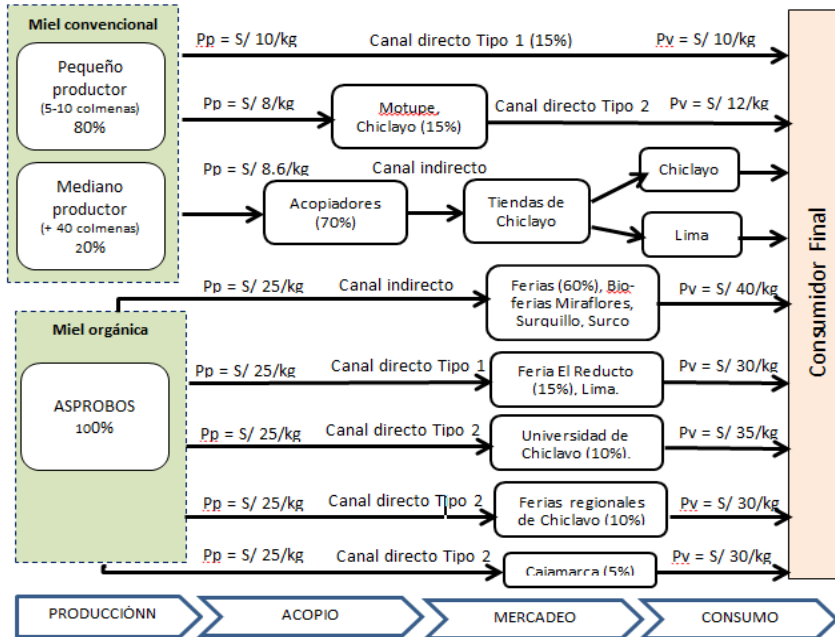 Miel convencional
Pequeño
productor
(5-10 colmenas)
80%
Mediano
productor
(+ 40 colmenas)
20%
Pp = S/ 10/kg
Canal directo Tipo 1 (15%)
Pv = S/ 10/kg
Pp = S/ 8/kg
Motupe,
Chiclayo (15%)
Canal directo Tipo 2
Pv = S/ 12/kg
Pp = S/ 8.6/kg
Canal indirecto
Acopiadores
(70%)
Tiendas de
Chiclayo
Chiclayo
Lima
Pp = S/ 25/kg
Canal indirecto
Ferias (60%), Bio-
ferias Miraflores,
Surquillo, Surco
Pv = S/ 40/kg
Miel orgánica
ASPROBOS
100%
Pp = S/ 25/kg
Canal directo Tipo 1
Feria El Reducto
(15%), Lima.
Pv = S/ 30/kg
Pp = S/ 25/kg
Canal directo Tipo 2
Universidad de
Chiclayo (10%).
Pv = S/ 35/kg
Pp = S/ 25/kg
Canal directo Tipo 2
Ferias regionales
de Chiclayo (10%)
Pv = S/ 30/kg
Pp = S/ 25/kg
Canal directo Tipo 2
Cajamarca (5%)
Pv = S/ 30/kg
Consumidor Final
PRODUCCIÓNN
ACOPIO
MERCADEO
CONSUMO